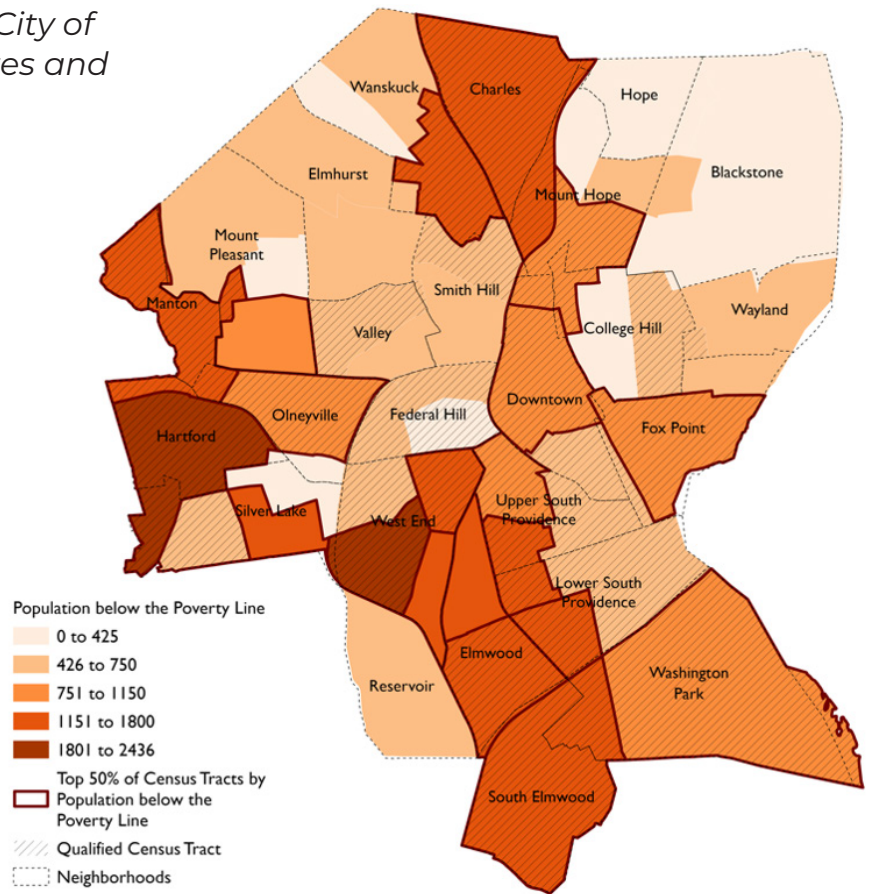 City of
es and
Wanskuck
Charles
Hope
Elmhurst
Blackstone
Mount Hope
Mount
Pleasant
Smith Hill
Manton
Wayland
College Hill
Valley
Downtown
Olneyville
Federal Hill
Fox Point
Hartford
Upper South
Providence
Silver Lake
West End
Lower South
Providence
Elmwood
Washington
Park
Reservoir
South Elmwood
Population below the Poverty Line
0 to 425
426 to 750
751 to 1150
1151 to 1800
1801 to 2436
Top 50% of Census Tracts by
Population below the
Poverty Line
Qualified Census Tract
Neighborhoods